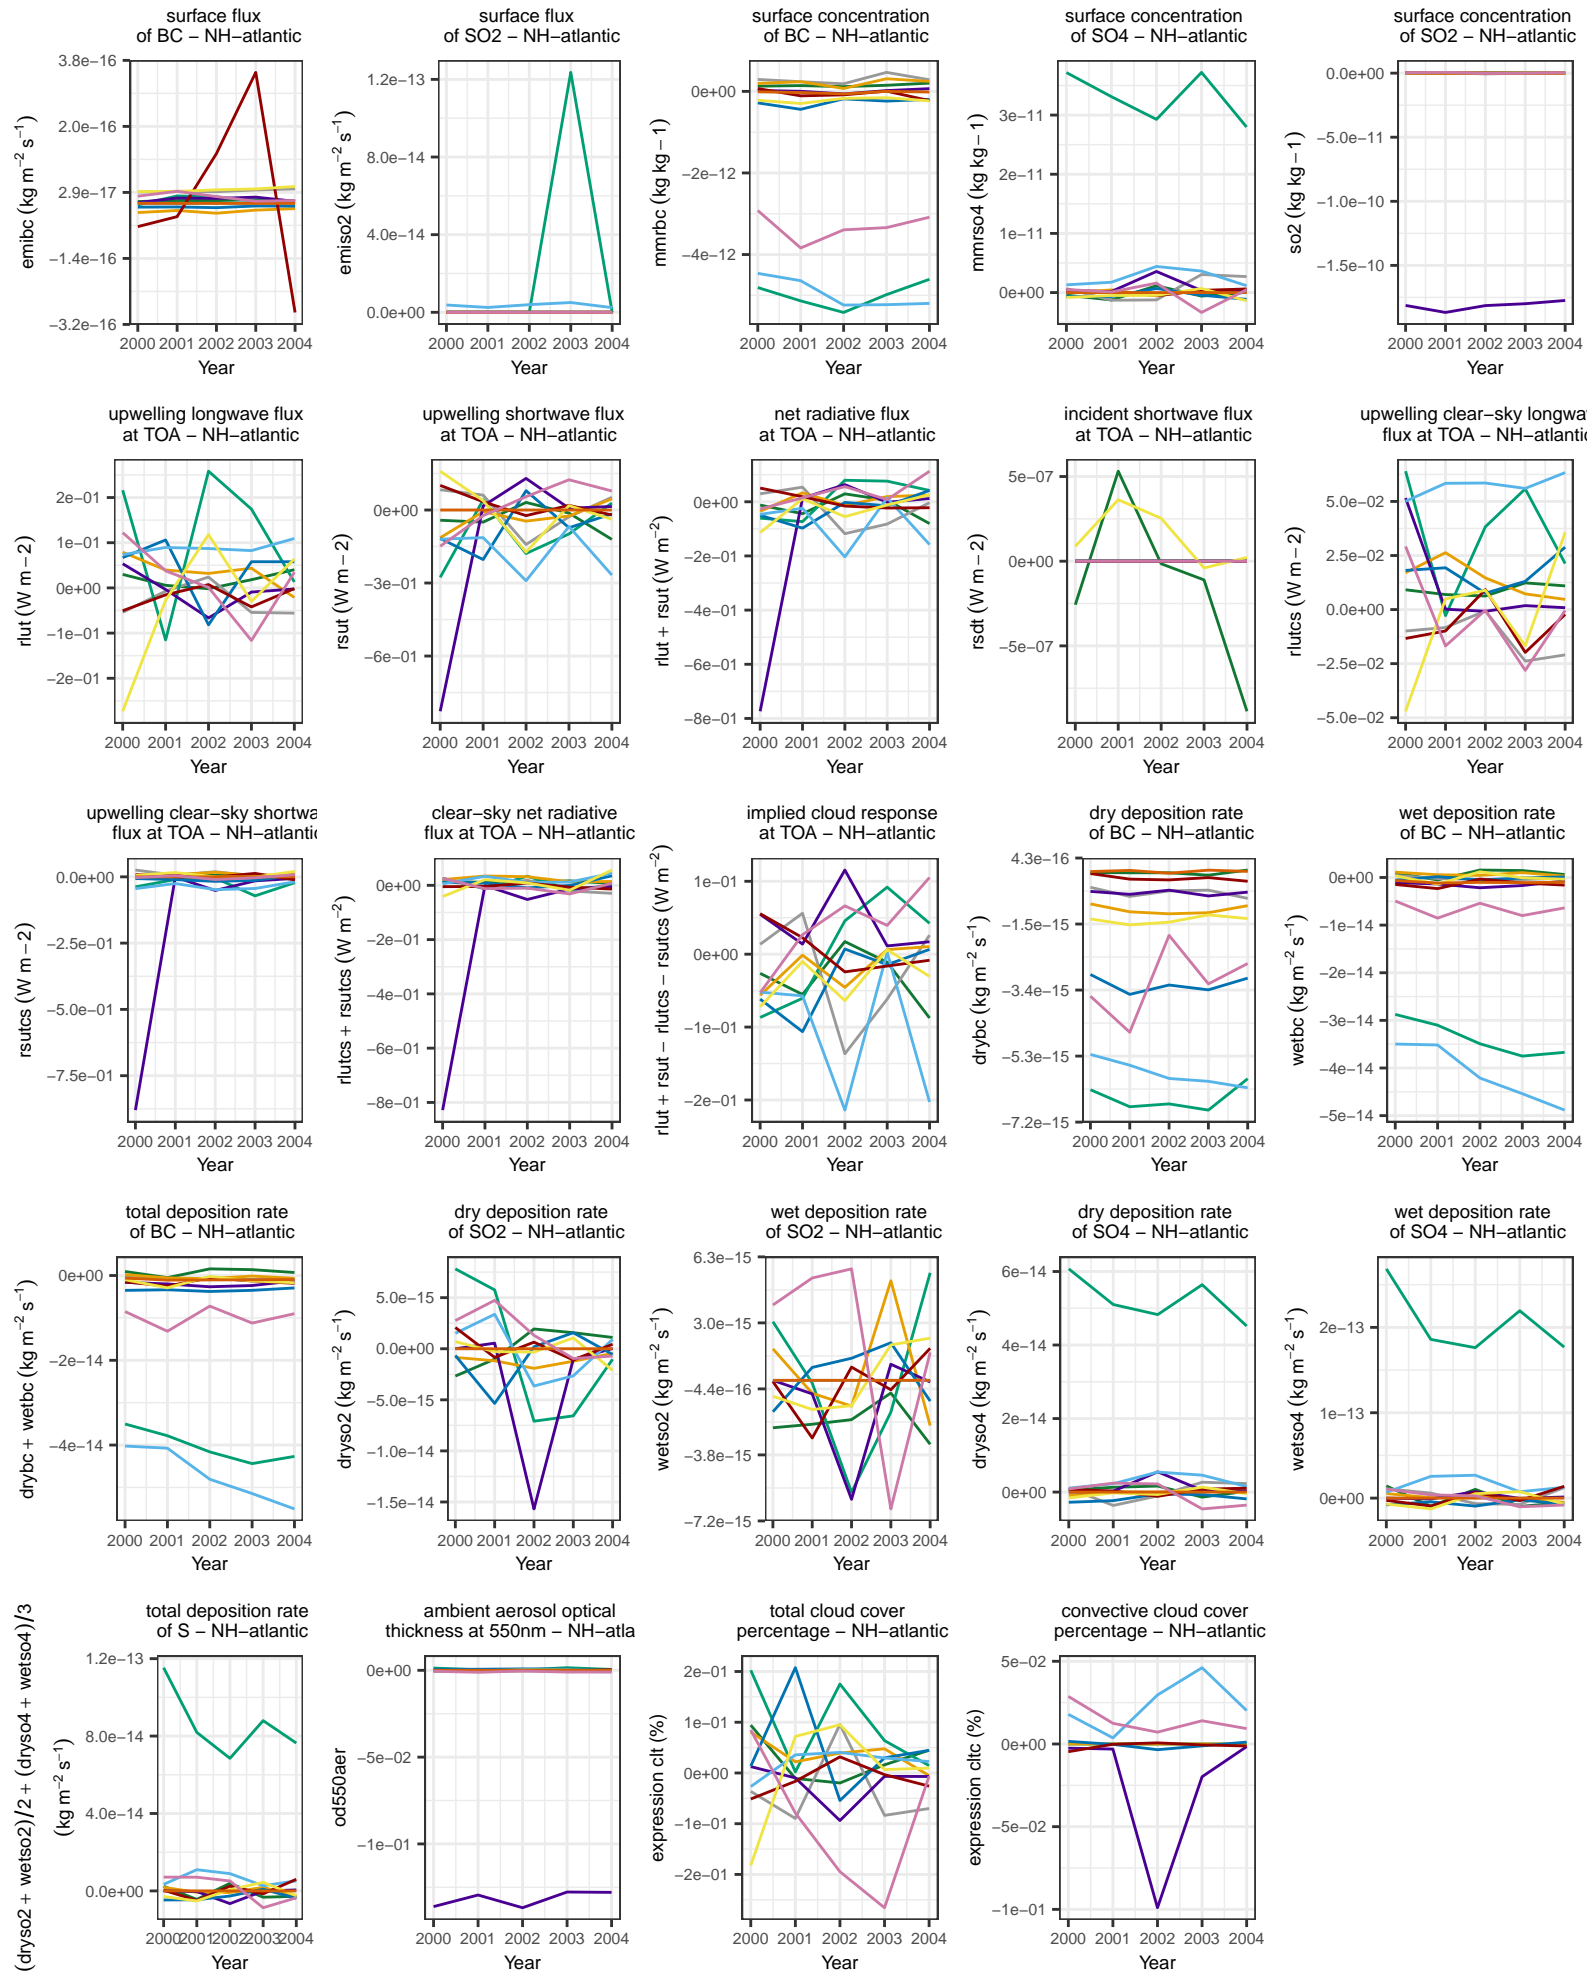 surface flux
of BC − NH−atlantic
3.8e−16
2.0e−16
2.9e−17
−1.4e−16
−3.2e−16
emibc (kg m−2 s−1)
2000 2001 2002 2003 2004
Year
surface flux
of SO2 − NH−atlantic
1.2e−13
8.0e−14
4.0e−14
0.0e+00
emiso2 (kg m−2 s−1)
2000 2001 2002 2003 2004
Year
surface concentration
of BC − NH−atlantic
0e+00
−2e−12
−4e−12
mmrbc (kg kg−1)
2000 2001 2002 2003 2004
Year
surface concentration
of SO4 − NH−atlantic
3e−11
2e−11
1e−11
0e+00
mmrso4 (kg kg−1)
2000 2001 2002 2003 2004
Year
surface concentration
of SO2 − NH−atlantic
0.0e+00
−5.0e−11
−1.0e−10
−1.5e−10
so2 (kg kg−1)
2000 2001 2002 2003 2004
Year
upwelling longwave flux
at TOA − NH−atlantic
2e−01
1e−01
0e+00
−1e−01
−2e−01
rlut (W m−2)
2000 2001 2002 2003 2004
Year
upwelling shortwave flux
at TOA − NH−atlantic
0e+00
−3e−01
−6e−01
rsut (W m−2)
2000 2001 2002 2003 2004
Year
net radiative flux
at TOA − NH−atlantic
0e+00
−2e−01
−4e−01
−6e−01
−8e−01
rlut + rsut (W m−2)
2000 2001 2002 2003 2004
Year
incident shortwave flux
at TOA − NH−atlantic
5e−07
0e+00
−5e−07
rsdt (W m−2)
2000 2001 2002 2003 2004
Year
upwelling clear−sky longwa
flux at TOA − NH−atlantic
5.0e−02
2.5e−02
0.0e+00
−2.5e−02
−5.0e−02
rlutcs (W m−2)
2000 2001 2002 2003 2004
Year
upwelling clear−sky shortwa
flux at TOA − NH−atlantic
0.0e+00
−2.5e−01
−5.0e−01
−7.5e−01
rsutcs (W m−2)
2000 2001 2002 2003 2004
Year
clear−sky net radiative
flux at TOA − NH−atlantic
0e+00
−2e−01
−4e−01
−6e−01
−8e−01
rlutcs + rsutcs (W m−2)
2000 2001 2002 2003 2004
Year
implied cloud response
at TOA − NH−atlantic
1e−01
0e+00
−1e−01
−2e−01
rlut + rsut − rlutcs − rsutcs (W m−2)
2000 2001 2002 2003 2004
Year
dry deposition rate
of BC − NH−atlantic
4.3e−16
−1.5e−15
−3.4e−15
−5.3e−15
−7.2e−15
drybc (kg m−2 s−1)
2000 2001 2002 2003 2004
Year
wet deposition rate
of BC − NH−atlantic
0e+00
−1e−14
−2e−14
−3e−14
−4e−14
−5e−14
wetbc (kg m−2 s−1)
2000 2001 2002 2003 2004
Year
total deposition rate
of BC − NH−atlantic
0e+00
−2e−14
−4e−14
drybc + wetbc (kg m−2 s−1)
2000 2001 2002 2003 2004
Year
dry deposition rate
of SO2 − NH−atlantic
5.0e−15
0.0e+00
−5.0e−15
−1.0e−14
−1.5e−14
dryso2 (kg m−2 s−1)
2000 2001 2002 2003 2004
Year
wet deposition rate
of SO2 − NH−atlantic
6.3e−15
3.0e−15
−4.4e−16
−3.8e−15
−7.2e−15
wetso2 (kg m−2 s−1)
2000 2001 2002 2003 2004
Year
dry deposition rate
of SO4 − NH−atlantic
6e−14
4e−14
2e−14
0e+00
dryso4 (kg m−2 s−1)
2000 2001 2002 2003 2004
Year
wet deposition rate
of SO4 − NH−atlantic
2e−13
1e−13
0e+00
wetso4 (kg m−2 s−1)
2000 2001 2002 2003 2004
Year
total deposition rate
of S − NH−atlantic
1.2e−13
8.0e−14
4.0e−14
0.0e+00
(dryso2 + wetso2)/2 + (dryso4 + wetso4)/3
(kg m−2 s−1)
2000 2001 2002 2003 2004
Year
ambient aerosol optical
thickness at 550nm − NH−atla
0e+00
−5e−02
−1e−01
od550aer
2000 2001 2002 2003 2004
Year
total cloud cover
percentage − NH−atlantic
2e−01
1e−01
0e+00
−1e−01
−2e−01
expression clt (%)
2000 2001 2002 2003 2004
Year
convective cloud cover
percentage − NH−atlantic
5e−02
0e+00
−5e−02
−1e−01
expression cltc (%)
2000 2001 2002 2003 2004
Year